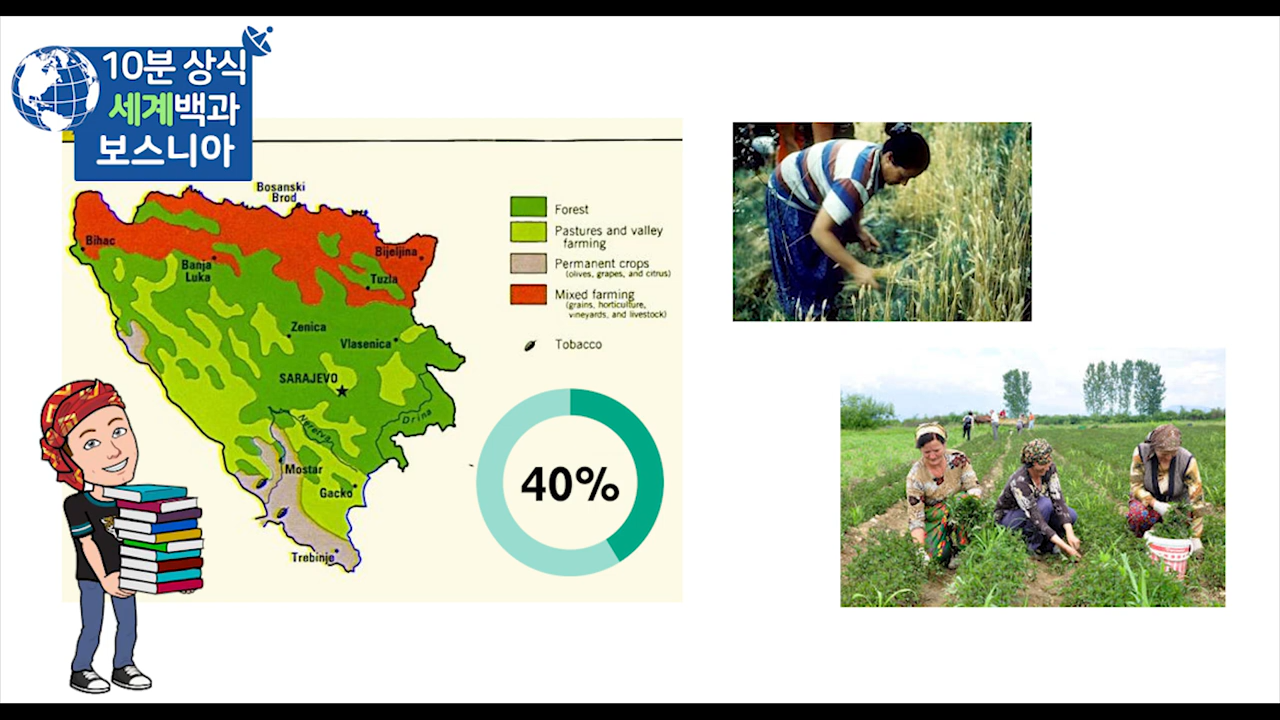 10분 상식
세계백과
보스니아
Bosanski
Brod
Bihac
Banja
Luka
Bijeljina
Tuzla
Zenica
Vlasenica
SARAJEVO
Neretva
Drina
Mostar
Gacko
Trebinje
Forest
Pastures and valley
farming
Permanent crops
(olives, grapes, and citrus)
Mixed farming
(grains, horticulture,
vineyards, and livestock)
Tobacco
40%